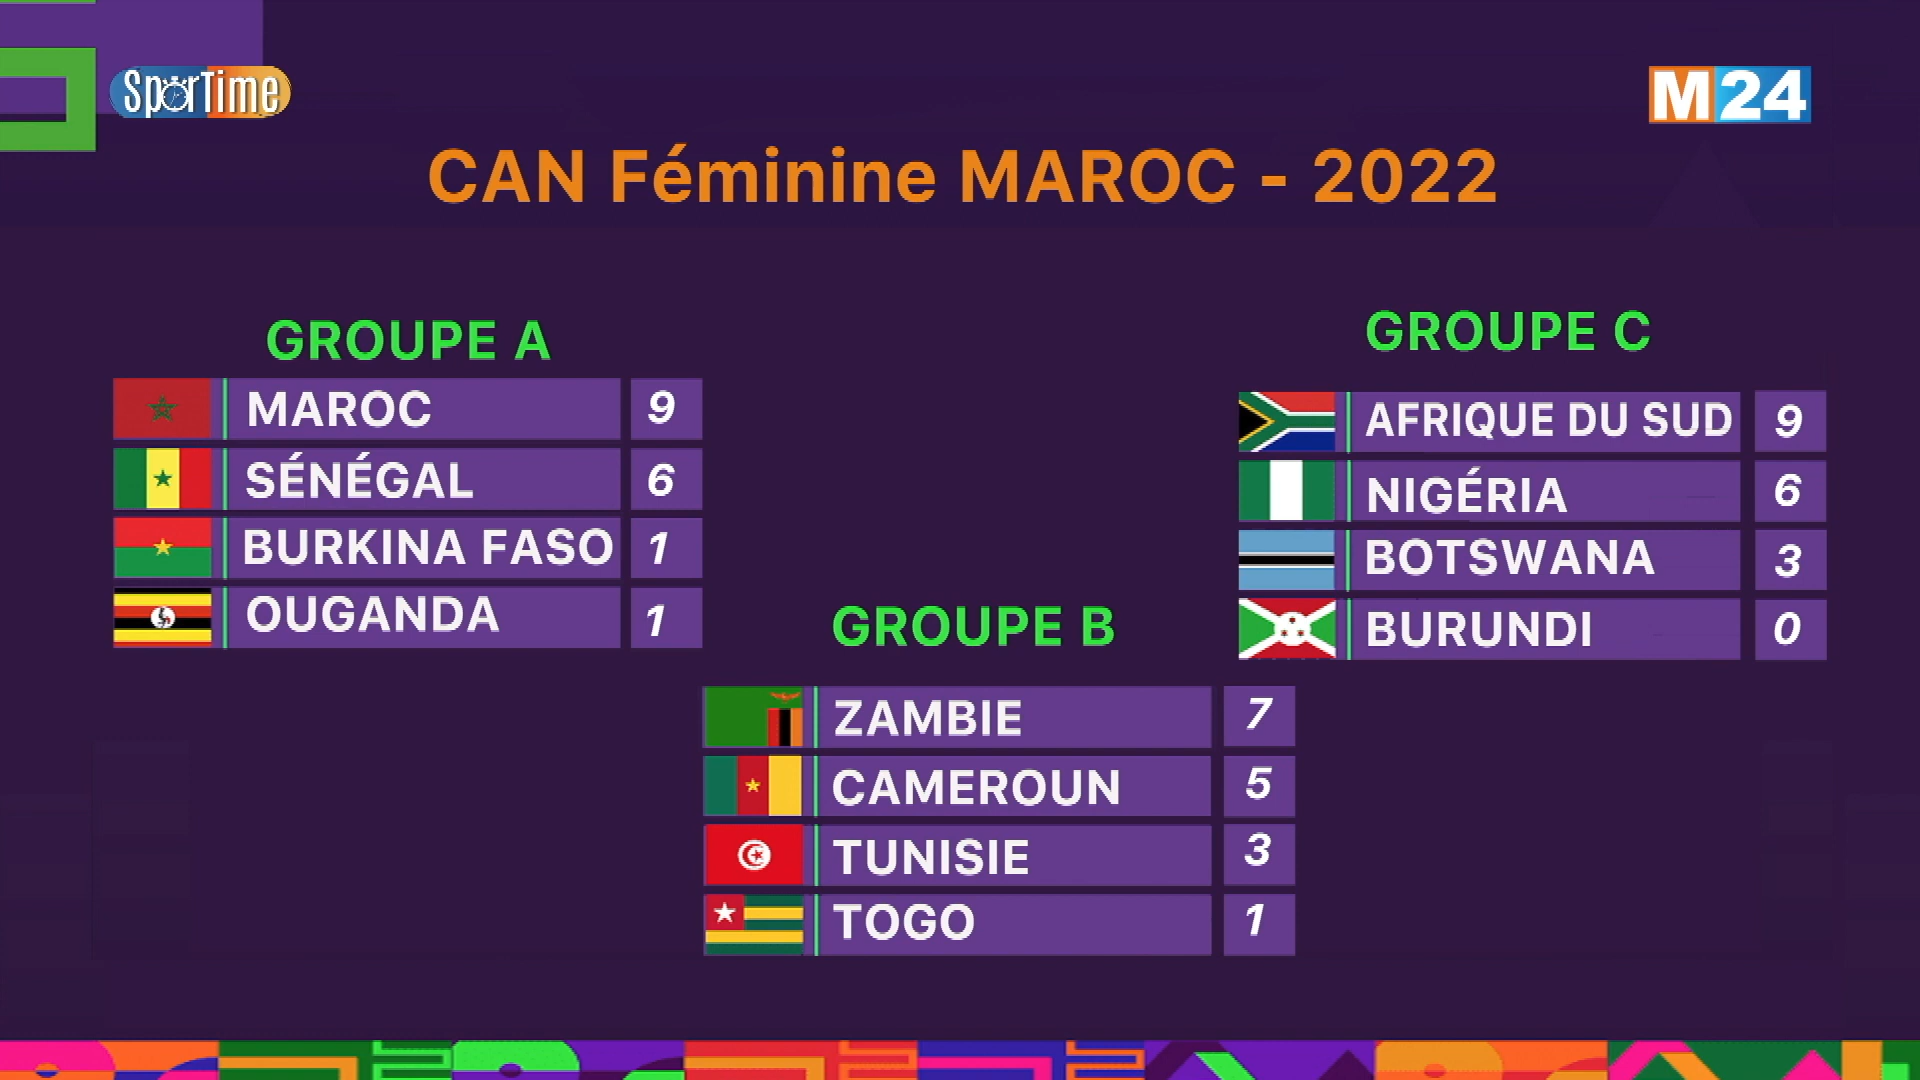 SporTime
M24
CAN Féminine MAROC - 2022
GROUPE A
MAROC 9
SÉNÉGAL 6
BURKINA FASO 1
OUGANDA 1
GROUPE B
ZAMBIE 7
CAMEROUN 5
TUNISIE 3
TOGO 1
GROUPE C
AFRIQUE DU SUD 9
NIGÉRIA 6
BOTSWANA 3
BURUNDI 0